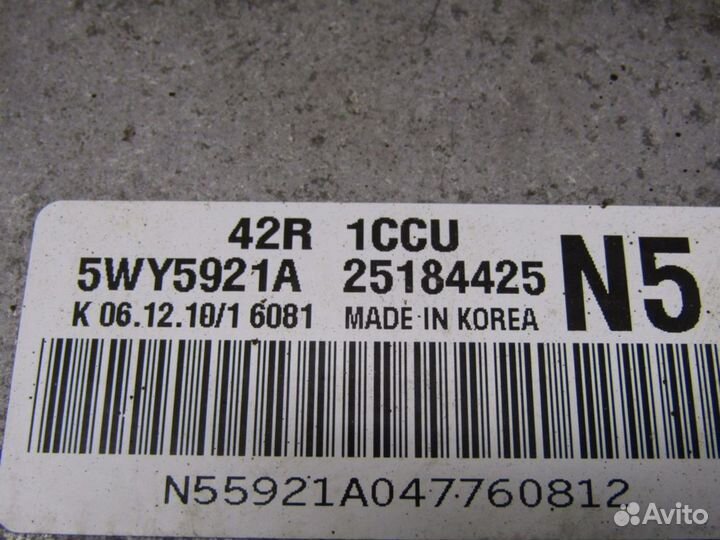 42R 1CCU
5WY5921A 25184425 N5
K 06.12.10/1 6081 MADE IN KOREA
N55921A047760812
Avito